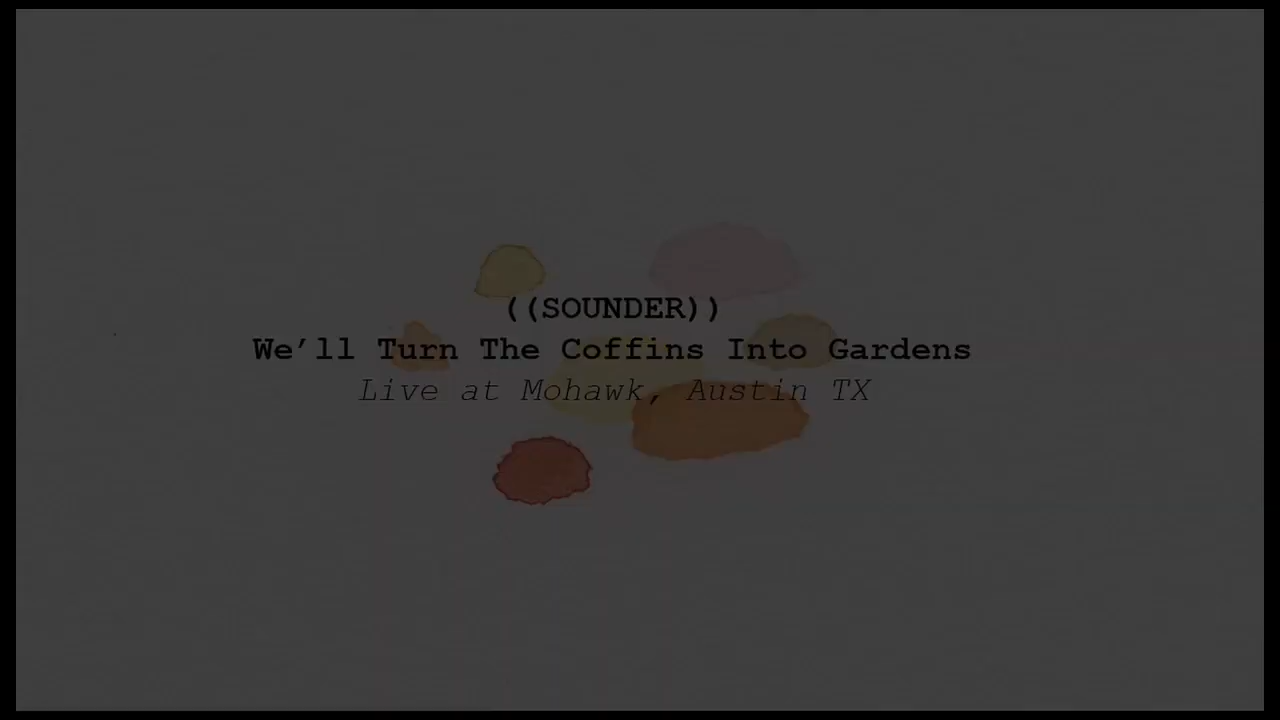 ((SOUNDER))
We’ll Turn The Coffins Into Gardens
Live at Mohawk, Austin TX